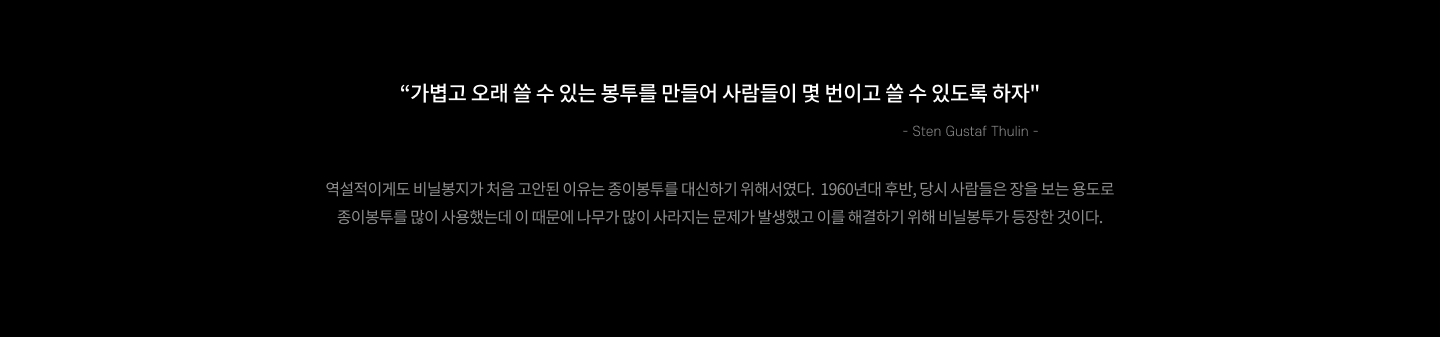 “가볍고 오래 쓸 수 있는 봉투를 만들어 사람들이 몇 번이고 쓸 수 있도록 하자"
- Sten Gustaf Thulin -
역설적이게도 비닐봉지가 처음 고안된 이유는 종이봉투를 대신하기 위해서였다. 1960년대 후반, 당시 사람들은 장을 보는 용도로
종이봉투를 많이 사용했는데 이 때문에 나무가 많이 사라지는 문제가 발생했고 이를 해결하기 위해 비닐봉투가 등장한 것이다.